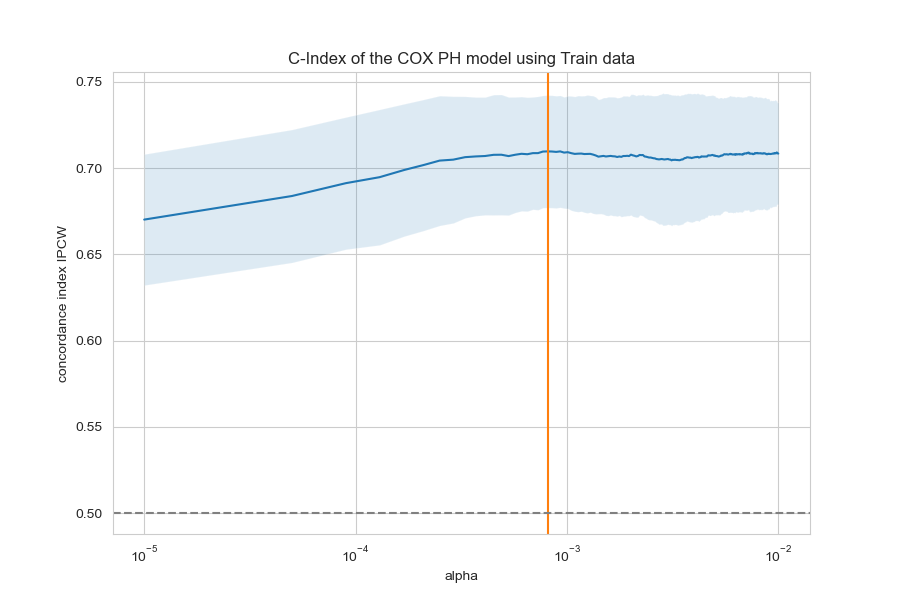 C-Index of the COX PH model using Train data
0.75
0.70
0.65
0.60
0.55
0.50
concordance index IPCW
10⁻⁵ 10⁻⁴ 10⁻³ 10⁻²
alpha